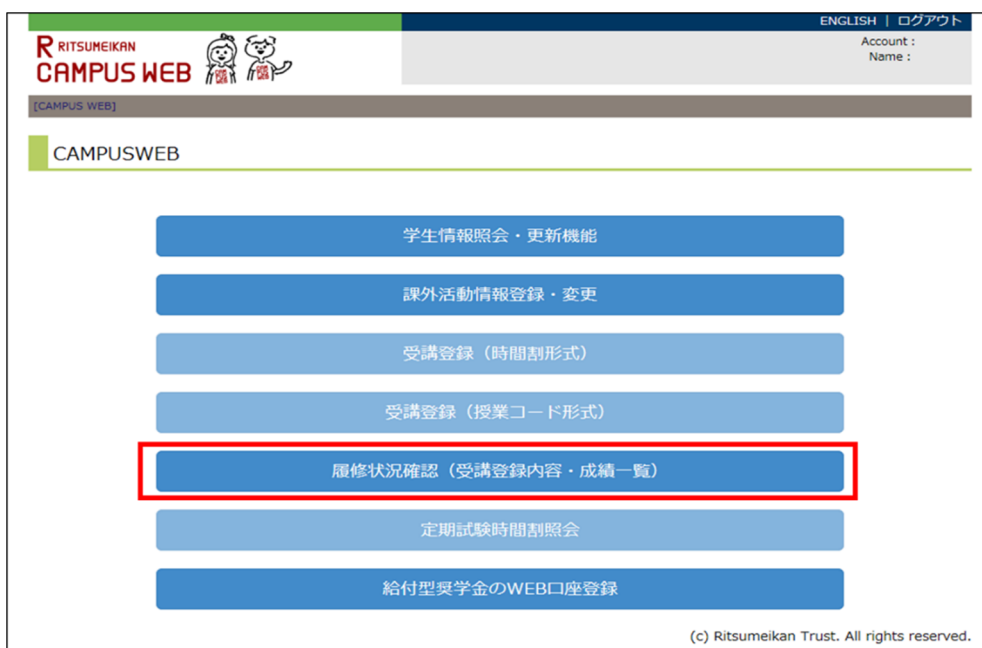 ENGLISH | ログアウト
R RITSUMEIKAN
CAMPUS WEB
Account :
Name :
[CAMPUS WEB]
CAMPUSWEB
学生情報照会・更新機能
課外活動情報登録・変更
受講登録（時間割形式）
受講登録（授業コード形式）
履修状況確認（受講登録内容・成績一覧）
定期試験時間割照会
給付型奨学金のWEB口座登録
(c) Ritsumeikan Trust. All rights reserved.